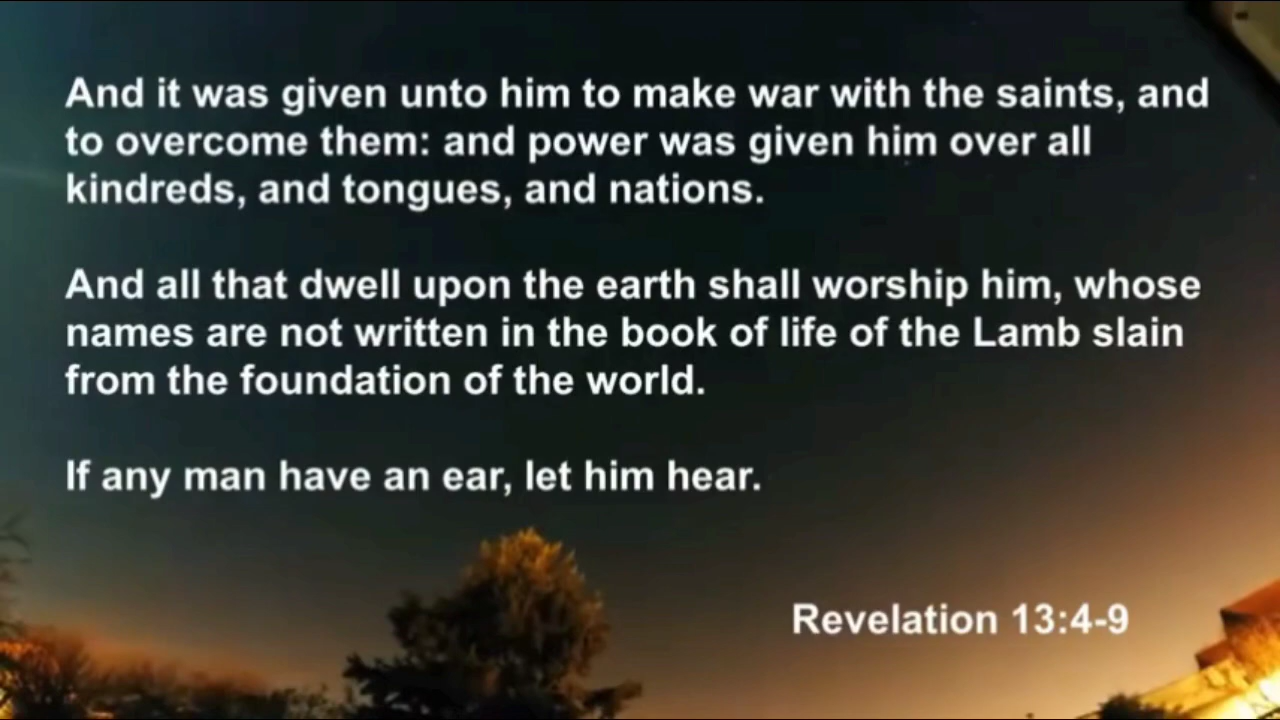 And it was given unto him to make war with the saints, and
to overcome them: and power was given him over all
kindreds, and tongues, and nations.
And all that dwell upon the earth shall worship him, whose
names are not written in the book of life of the Lamb slain
from the foundation of the world.
If any man have an ear, let him hear.
Revelation 13:4-9